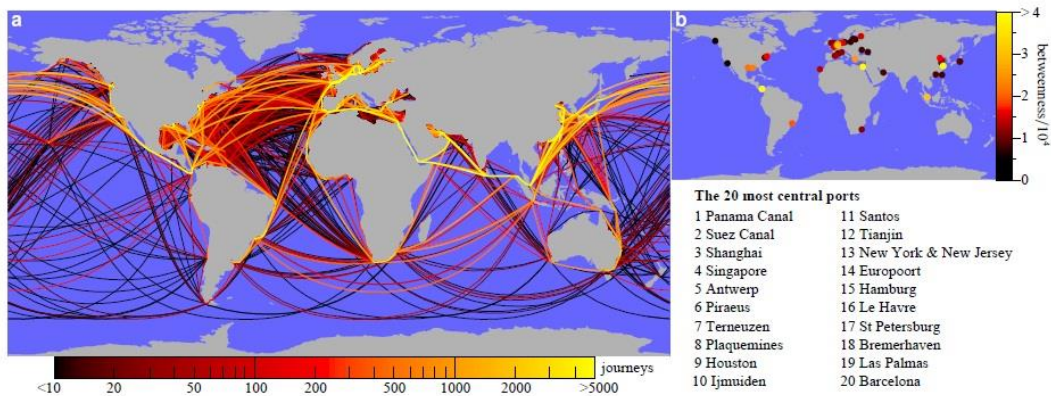 a
<10 20 50 100 200 500 1000 2000 >5000 journeys
b
>4
3
2
1
0
betweenness/10⁴
The 20 most central ports
1 Panama Canal
2 Suez Canal
3 Shanghai
4 Singapore
5 Antwerp
6 Piraeus
7 Terneuzen
8 Plaquemines
9 Houston
10 Ijmuiden
11 Santos
12 Tianjin
13 New York & New Jersey
14 Europoort
15 Hamburg
16 Le Havre
17 St Petersburg
18 Bremerhaven
19 Las Palmas
20 Barcelona